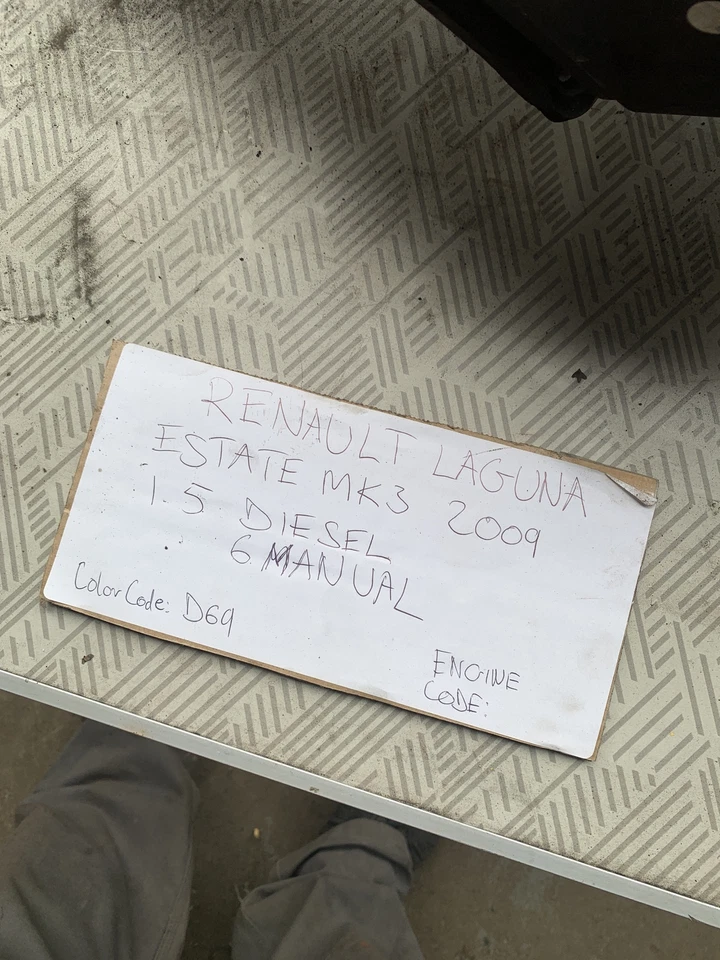 RENAULT LAGUNA
ESTATE MK3 2009
1.5 DIESEL
6 MANUAL
Color Code: D69
ENGINE
CODE: